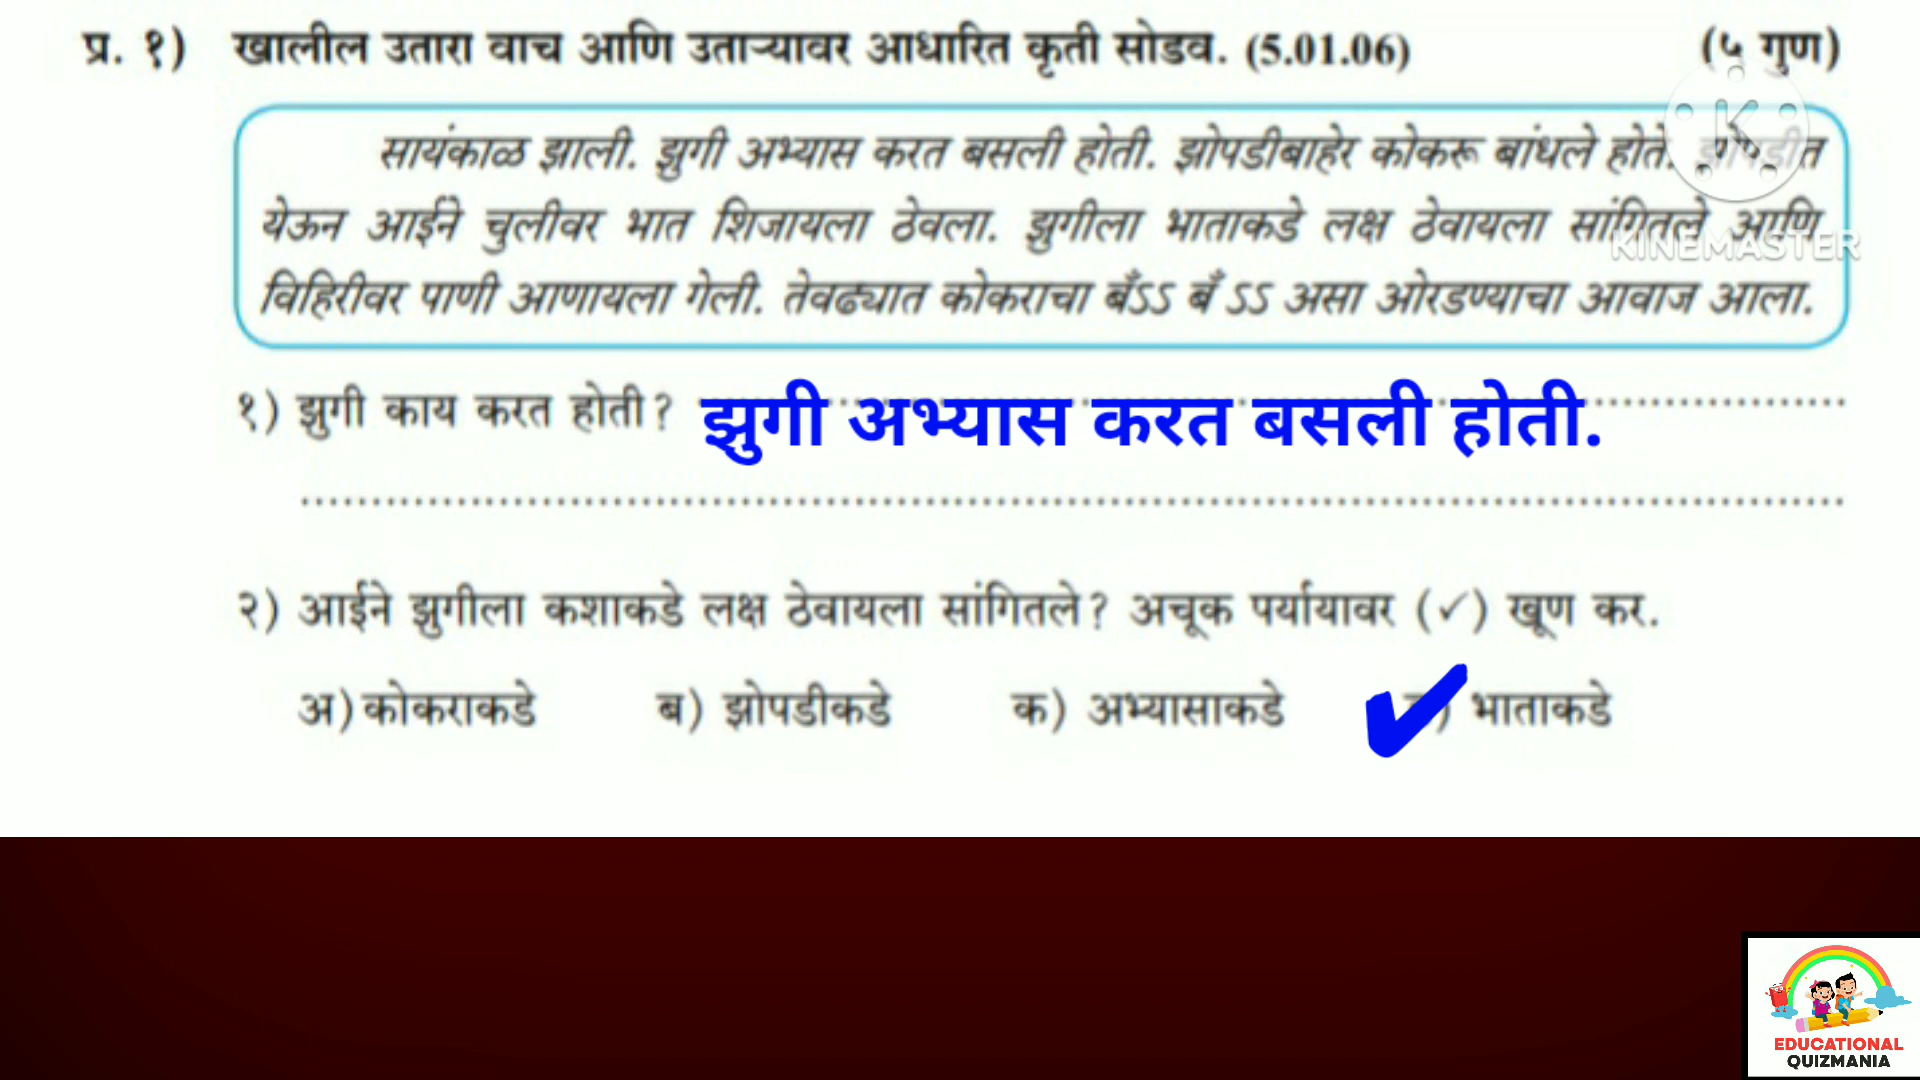 प्र. १) खालील उतारा वाच आणि उताऱ्यावर आधारित कृती सोडव. (5.01.06) (५ गुण)
सायंकाळ झाली. झुगी अभ्यास करत बसली होती. झोपडीबाहेर कोकरू बांधले होते. झोपडीत
येऊन आईने चुलीवर भात शिजायला ठेवला. झुगीला भाताकडे लक्ष ठेवायला सांगितले आणि
KINEMASTER
विहिरीवर पाणी आणायला गेली. तेवढ्यात कोकराचा बँऽऽ बँ ऽऽ असा ओरडण्याचा आवाज आला.
१) झुगी काय करत होती? झुगी अभ्यास करत बसली होती.
२) आईने झुगीला कशाकडे लक्ष ठेवायला सांगितले? अचूक पर्यायावर (✓) खूण कर.
अ) कोकराकडे ब) झोपडीकडे क) अभ्यासाकडे ✔) भाताकडे
EDUCATIONAL
QUIZMANIA